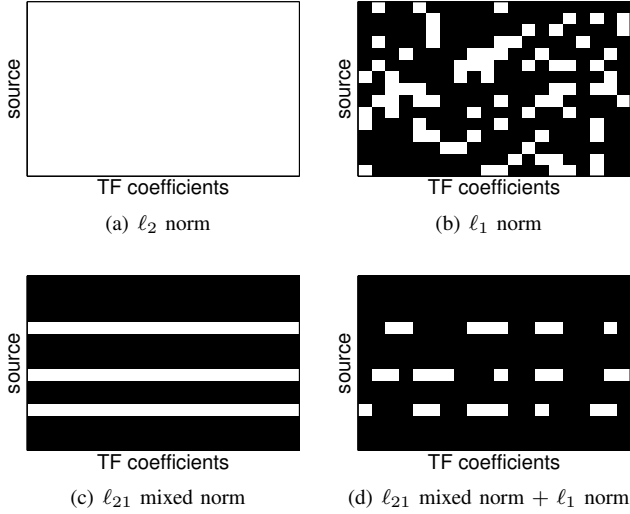 source
TF coefficients
(a) ℓ2 norm
source
TF coefficients
(b) ℓ1 norm
source
TF coefficients
(c) ℓ21 mixed norm
source
TF coefficients
(d) ℓ21 mixed norm + ℓ1 norm